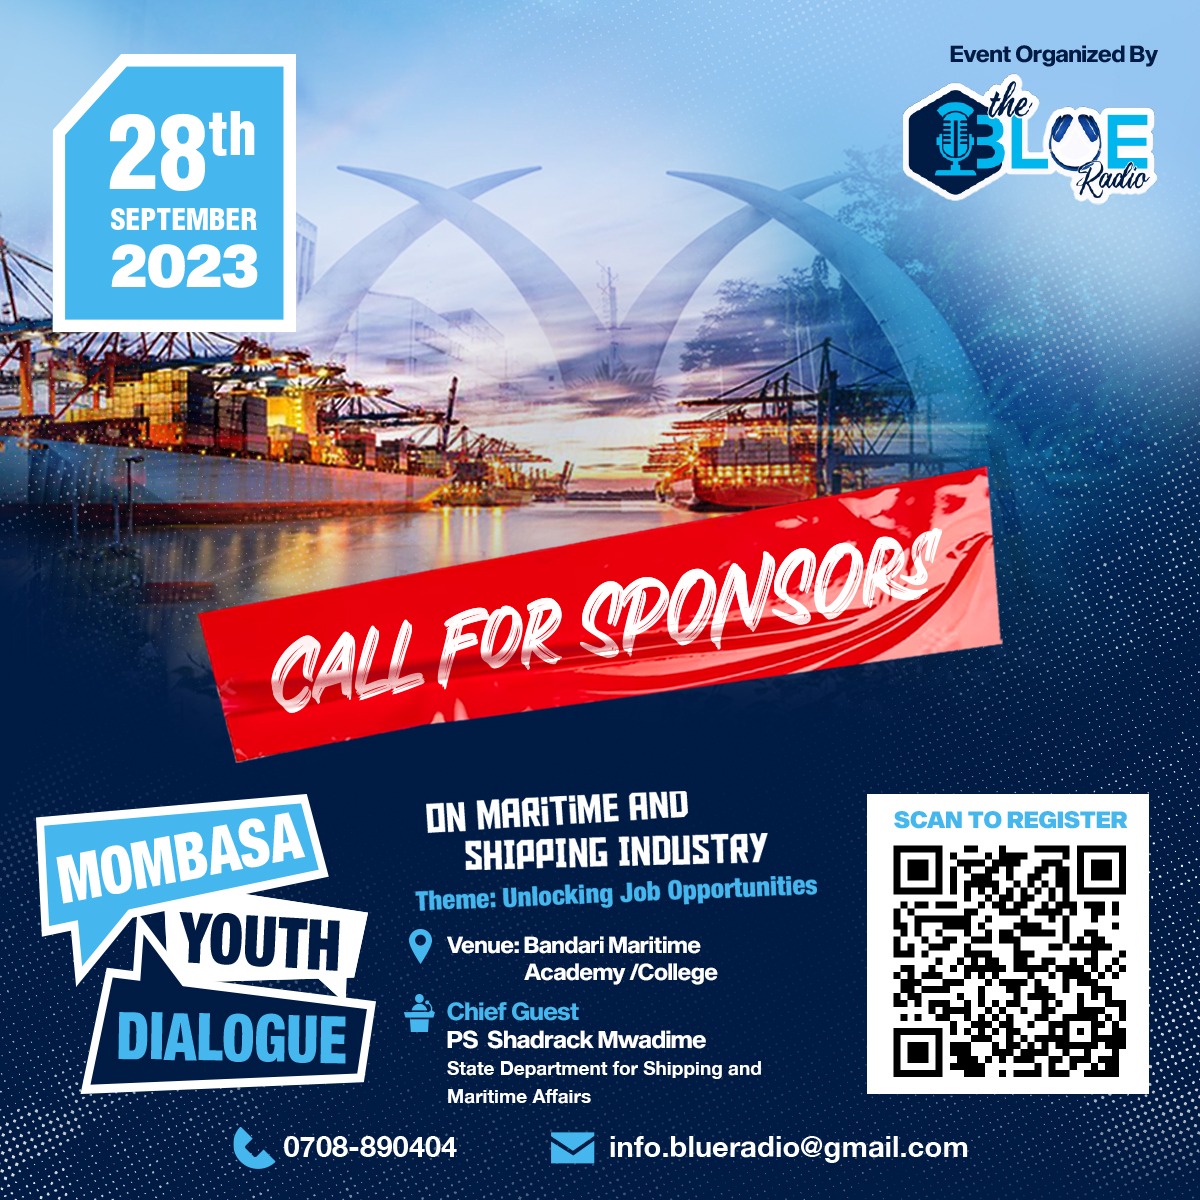 28th
SEPTEMBER
2023
Event Organized By
the
BLUE
Radio
CALL FOR SPONSORS
MOMBASA
YOUTH
DIALOGUE
ON MARITIME AND
SHIPPING INDUSTRY
Theme: Unlocking Job Opportunities
Venue: Bandari Maritime
Academy /College
Chief Guest
PS Shadrack Mwadime
State Department for Shipping and
Maritime Affairs
SCAN TO REGISTER
0708-890404
info.blueradio@gmail.com